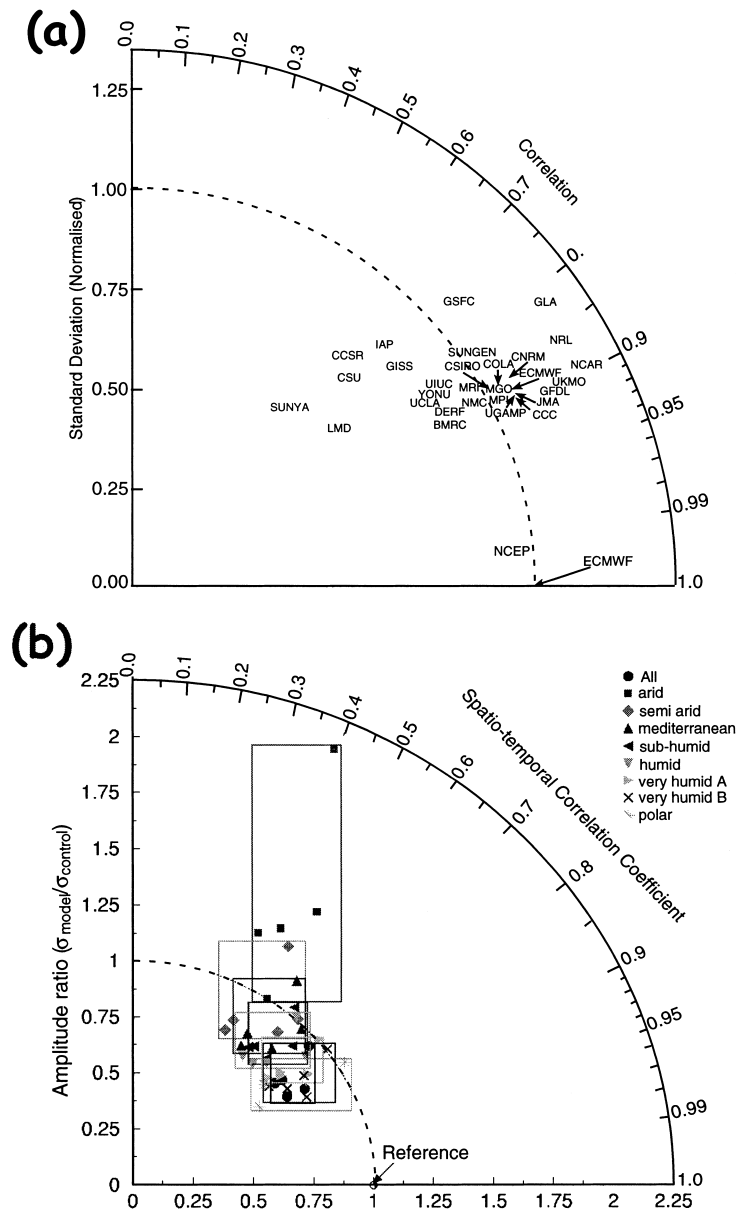 (a)
0.0 0.1 0.2 0.3 0.4 0.5 0.6 0.7 0. 0.9 0.95 0.99 1.0
Correlation
Standard Deviation (Normalised)
1.25
1.00
0.75
0.50
0.25
0.00
GSFC GLA
IAP SUNGEN NRL
CCSR CNRM
GISS CSIRO COLA NCAR
CSU ECMWF
UIUC MRI MGO UKMO
YONU GFDL
UCLA NMC MPI JMA
SUNYA DERF UGAMP CCC
LMD BMRC
NCEP ECMWF
(b)
0.0 0.1 0.2 0.3 0.4 0.5 0.6 0.7 0.8 0.9 0.95 0.99 1.0
Spatio-temporal Correlation Coefficient
All
arid
semi arid
mediterranean
sub-humid
humid
very humid A
very humid B
polar
Amplitude ratio (σmodel/σcontrol)
2.25
2
1.75
1.5
1.25
1
0.75
0.5
0.25
0
Reference
0 0.25 0.5 0.75 1 1.25 1.5 1.75 2 2.25